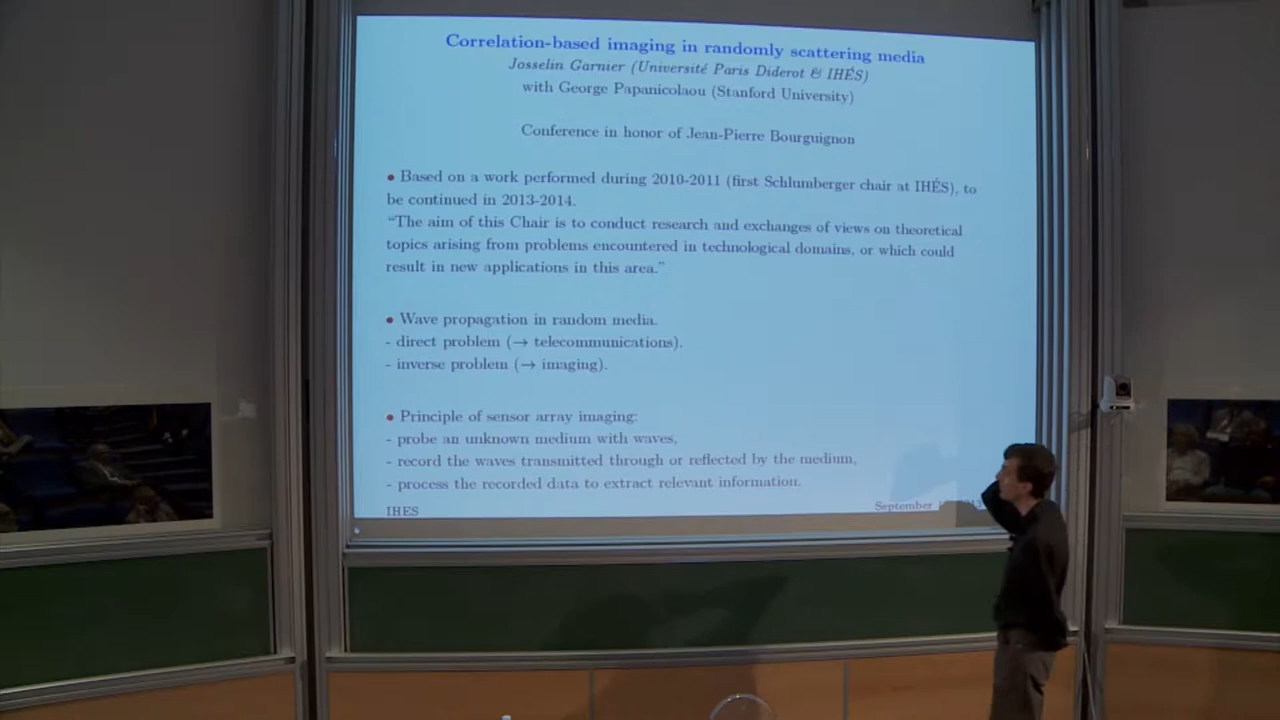 Correlation-based imaging in randomly scattering media
Josselin Garnier (Université Paris Diderot & IHÉS)
with George Papanicolaou (Stanford University)
Conference in honor of Jean-Pierre Bourguignon
• Based on a work performed during 2010-2011 (first Schlumberger chair at IHÉS), to
be continued in 2013-2014.
“The aim of this Chair is to conduct research and exchanges of views on theoretical
topics arising from problems encountered in technological domains, or which could
result in new applications in this area.”
• Wave propagation in random media.
- direct problem (→ telecommunications).
- inverse problem (→ imaging).
• Principle of sensor array imaging:
- probe an unknown medium with waves,
- record the waves transmitted through or reflected by the medium,
- process the recorded data to extract relevant information.
IHES
September